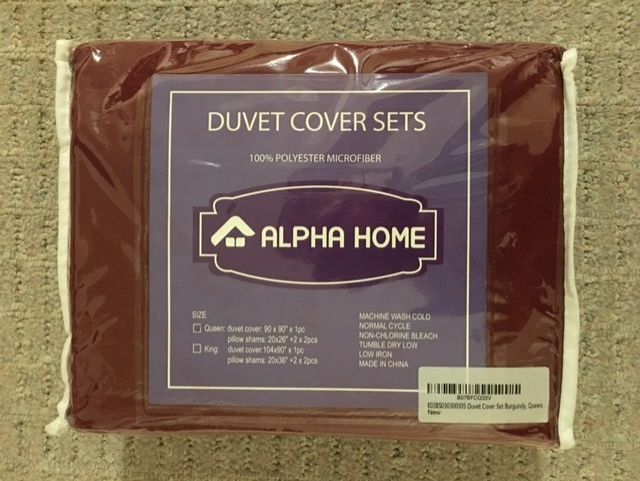 DUVET COVER SETS
100% POLYESTER MICROFIBER
ALPHA HOME
SIZE
Queen: duvet cover: 90 x 90" x 1pc
pillow shams: 20x26" +2 x 2pcs
King: duvet cover:104x90" x 1pc
pillow shams: 20x36" +2 x 2pcs
MACHINE WASH COLD
NORMAL CYCLE
NON-CHLORINE BLEACH
TUMBLE DRY LOW
LOW IRON
MADE IN CHINA
B07BFCQ33V
E03BS0303000305 Duvet Cover Set Burgundy, Queen
New